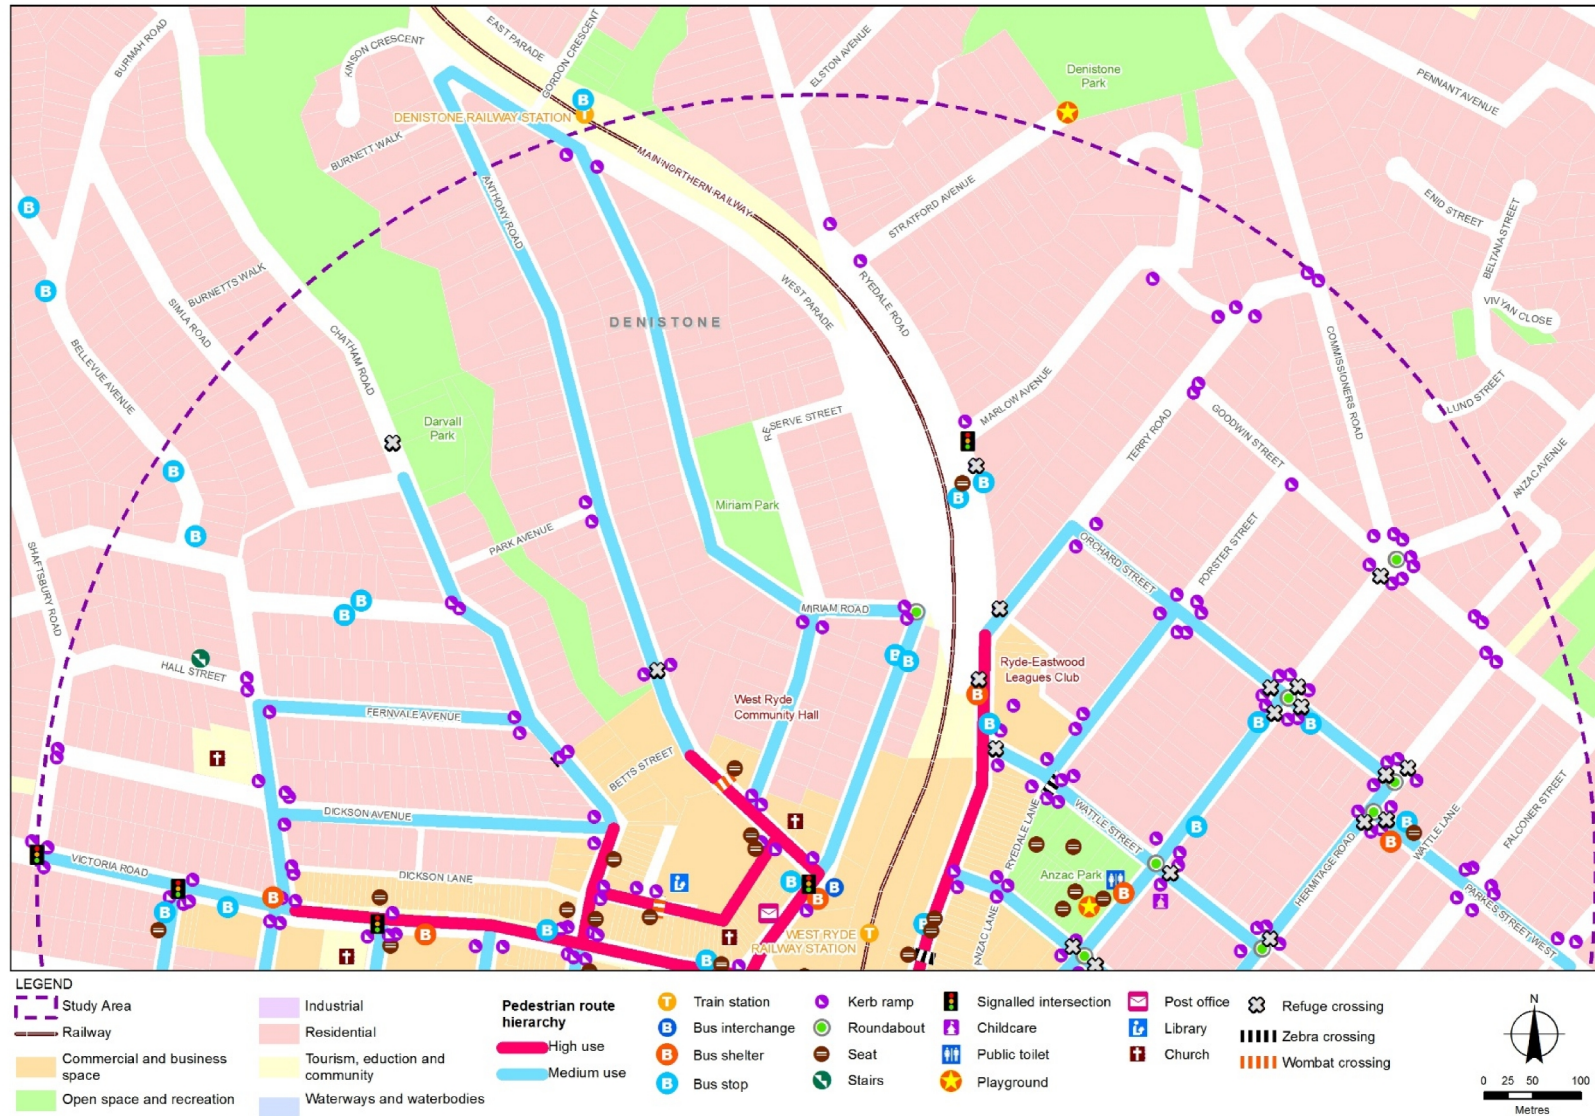 BURMAH ROAD
KINSON CRESCENT
EAST PARADE
GORDON CRESCENT
ELSTON AVENUE
Denistone
Park
PENNANT AVENUE
DENISTONE RAILWAY STATION
BURNETT WALK
MAIN NORTHERN RAILWAY
ANTHONY ROAD
STRATFORD AVENUE
ENID STREET
BELTANA STREET
VIVYAN CLOSE
BURNETTS WALK
SIMLA ROAD
WEST PARADE
RYEDALE ROAD
DENISTONE
CHATHAM ROAD
BELLEVUE AVENUE
COMMISSIONERS ROAD
MARLOW AVENUE
LUND STREET
Darvall
Park
RESERVE STREET
TERRY ROAD
GOODWIN STREET
ANZAC AVENUE
Miriam Park
PARK AVENUE
SHAFTSBURY ROAD
ORCHARD STREET
FORSTER STREET
MIRIAM ROAD
HALL STREET
Ryde-Eastwood
Leagues Club
West Ryde
Community Hall
FERNVALE AVENUE
BETTS STREET
DICKSON AVENUE
RYEDALE LANE
WATTLE STREET
WATTLE LANE
FALCONER STREET
VICTORIA ROAD
DICKSON LANE
Anzac Park
HERMITAGE ROAD
PARKES STREET WEST
ANZAC LANE
WEST RYDE
RAILWAY STATION
LEGEND
Study Area
Railway
Commercial and business
space
Open space and recreation
Industrial
Residential
Tourism, eduction and
community
Waterways and waterbodies
Pedestrian route
hierarchy
High use
Medium use
Train station
Bus interchange
Bus shelter
Bus stop
Kerb ramp
Roundabout
Seat
Stairs
Signalled intersection
Childcare
Public toilet
Playground
Post office
Library
Church
Refuge crossing
Zebra crossing
Wombat crossing
N
0 25 50 100
Metres